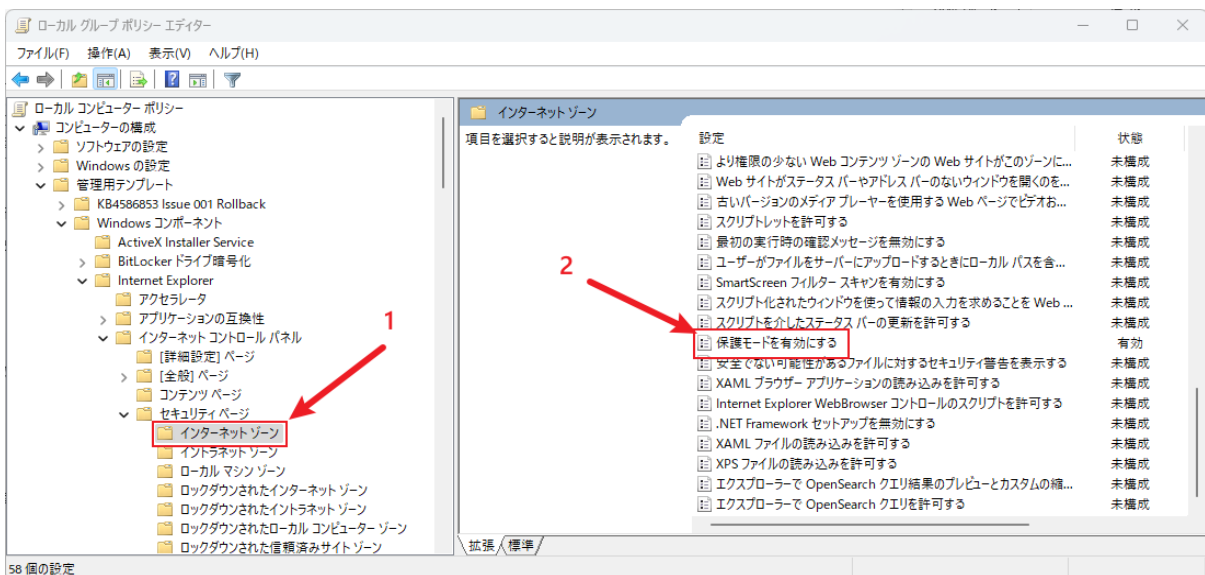 ローカル グループ ポリシー エディター
ファイル(F) 操作(A) 表示(V) ヘルプ(H)
ローカル コンピューター ポリシー
コンピューターの構成
ソフトウェアの設定
Windows の設定
管理用テンプレート
KB4586853 Issue 001 Rollback
Windows コンポーネント
ActiveX Installer Service
BitLocker ドライブ暗号化
Internet Explorer
アクセラレータ
アプリケーションの互換性
インターネット コントロール パネル
[詳細設定] ページ
[全般] ページ
コンテンツ ページ
セキュリティ ページ
インターネット ゾーン
イントラネット ゾーン
ローカル マシン ゾーン
ロックダウンされたインターネット ゾーン
ロックダウンされたイントラネット ゾーン
ロックダウンされたローカル コンピューター ゾーン
ロックダウンされた信頼済みサイト ゾーン
1
インターネット ゾーン
項目を選択すると説明が表示されます。
設定 状態
より権限の少ない Web コンテンツ ゾーンの Web サイトがこのゾーンに... 未構成
Web サイトがステータス バーやアドレス バーのないウィンドウを開くのを... 未構成
古いバージョンのメディア プレーヤーを使用する Web ページでビデオお... 未構成
スクリプトレットを許可する 未構成
最初の実行時の確認メッセージを無効にする 未構成
ユーザーがファイルをサーバーにアップロードするときにローカル パスを含... 未構成
SmartScreen フィルター スキャンを有効にする 未構成
スクリプト化されたウィンドウを使って情報の入力を求めることを Web ... 未構成
スクリプトを介したステータス バーの更新を許可する 未構成
保護モードを有効にする 有効
安全でない可能性があるファイルに対するセキュリティ警告を表示する 未構成
XAML ブラウザー アプリケーションの読み込みを許可する 未構成
Internet Explorer WebBrowser コントロールのスクリプトを許可する 未構成
.NET Framework セットアップを無効にする 未構成
XAML ファイルの読み込みを許可する 未構成
XPS ファイルの読み込みを許可する 未構成
エクスプローラーで OpenSearch クエリ結果のプレビューとカスタムの縮... 未構成
エクスプローラーで OpenSearch クエリを許可する 未構成
2
拡張 標準
58 個の設定